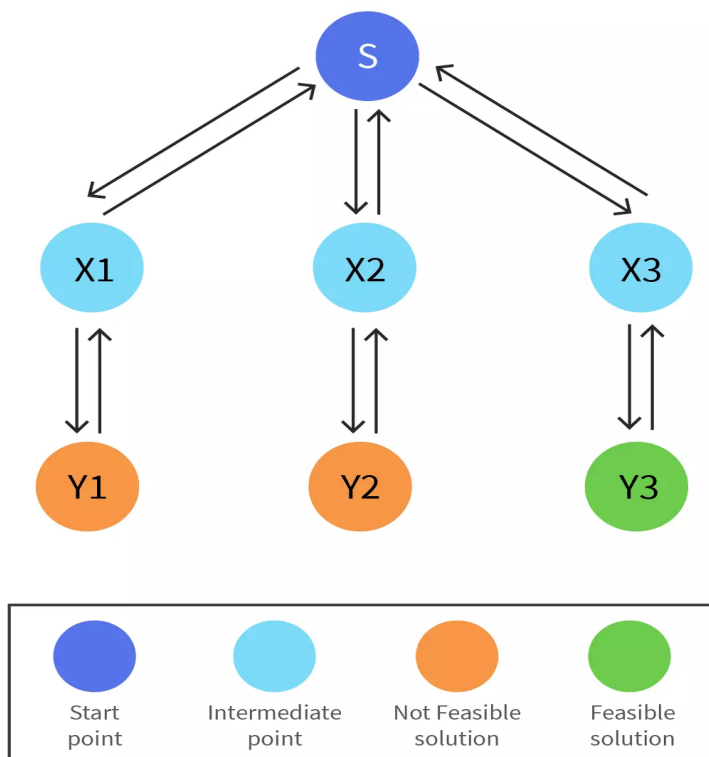 S
X1
X2
X3
Y1
Y2
Y3
Start
point
Intermediate
point
Not Feasible
solution
Feasible
solution